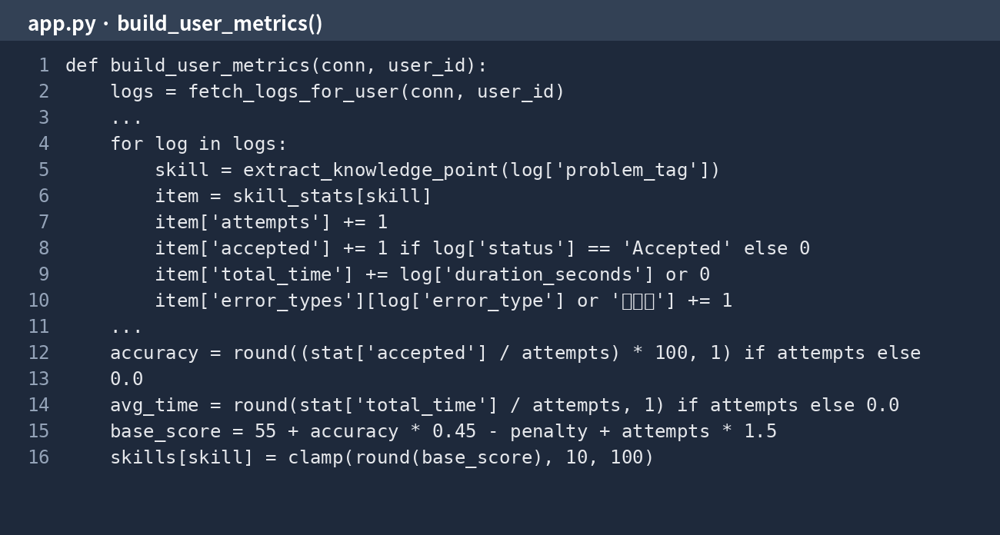 app.py · build_user_metrics()
1 def build_user_metrics(conn, user_id):
2     logs = fetch_logs_for_user(conn, user_id)
3     ...
4     for log in logs:
5         skill = extract_knowledge_point(log['problem_tag'])
6         item = skill_stats[skill]
7         item['attempts'] += 1
8         item['accepted'] += 1 if log['status'] == 'Accepted' else 0
9         item['total_time'] += log['duration_seconds'] or 0
10         item['error_types'][log['error_type'] or '□□□'] += 1
11     ...
12     accuracy = round((stat['accepted'] / attempts) * 100, 1) if attempts else
13     0.0
14     avg_time = round(stat['total_time'] / attempts, 1) if attempts else 0.0
15     base_score = 55 + accuracy * 0.45 - penalty + attempts * 1.5
16     skills[skill] = clamp(round(base_score), 10, 100)